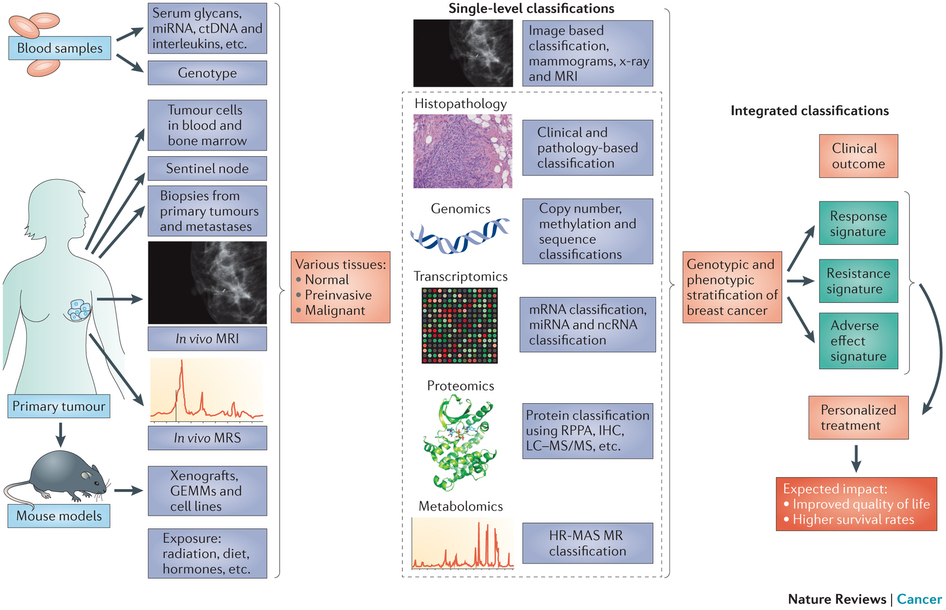 Blood samples
Serum glycans,
miRNA, ctDNA and
interleukins, etc.
Genotype
Tumour cells
in blood and
bone marrow
Sentinel node
Biopsies from
primary tumours
and metastases
In vivo MRI
In vivo MRS
Primary tumour
Mouse models
Xenografts,
GEMMs and
cell lines
Exposure:
radiation, diet,
hormones, etc.
Various tissues:
• Normal
• Preinvasive
• Malignant
Single-level classifications
Image based
classification,
mammograms, x-ray
and MRI
Histopathology
Clinical and
pathology-based
classification
Genomics
Copy number,
methylation and
sequence
classifications
Transcriptomics
mRNA classification,
miRNA and ncRNA
classification
Proteomics
Protein classification
using RPPA, IHC,
LC–MS/MS, etc.
Metabolomics
HR-MAS MR
classification
Integrated classifications
Clinical
outcome
Genotypic and
phenotypic
stratification of
breast cancer
Response
signature
Resistance
signature
Adverse
effect
signature
Personalized
treatment
Expected impact:
• Improved quality of life
• Higher survival rates
Nature Reviews | Cancer